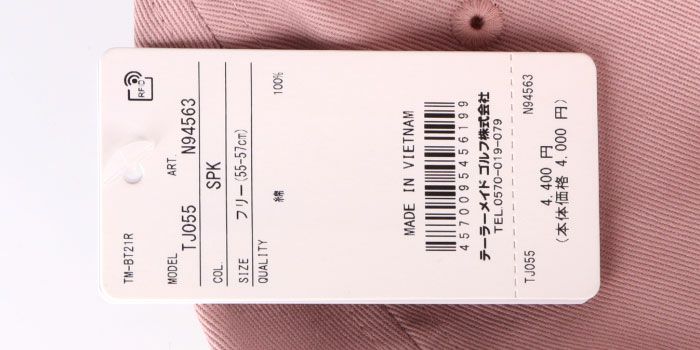 RFID
TM-BT21R
MODEL ART.
TJ055 N94563
COL. SPK
SIZE フリー(55-57cm)
QUALITY
綿 100%
MADE IN VIETNAM
4570095456199
テーラーメイド ゴルフ株式会社
TEL.0570-019-079
TJ055 N94563
4,400 円
(本体価格 4,000 円)